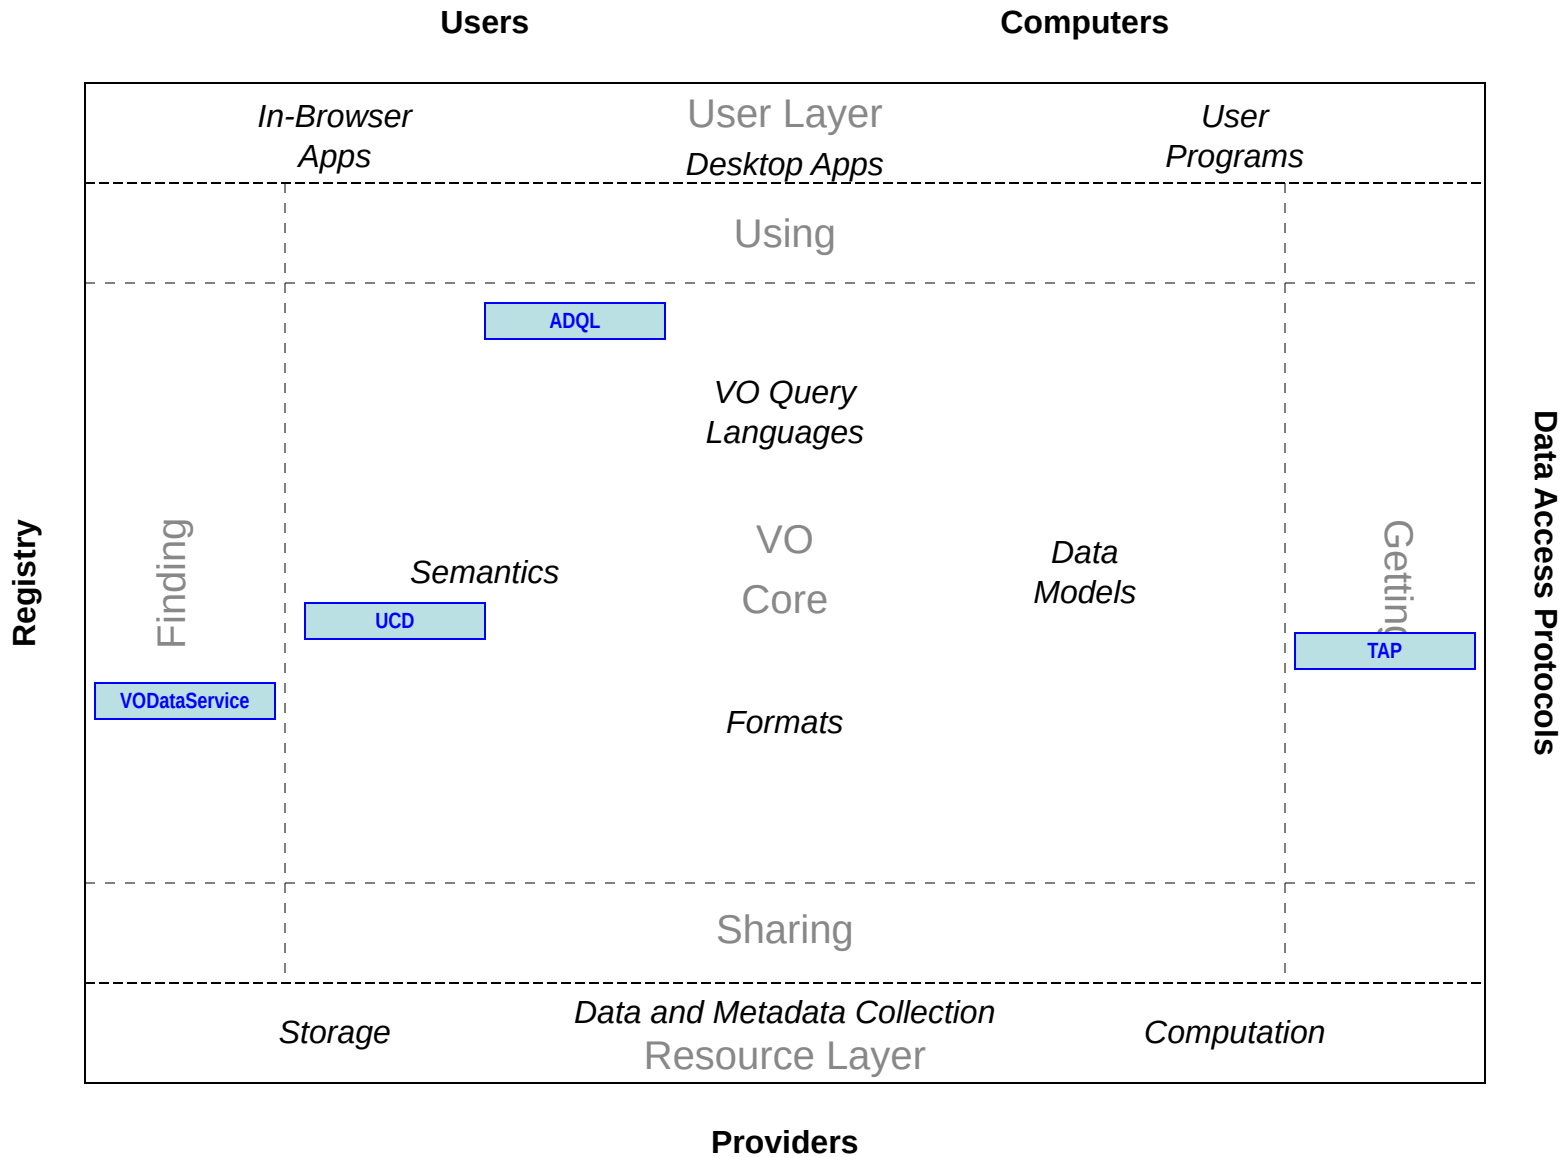 Users
Computers
In-Browser
Apps
User Layer
Desktop Apps
User
Programs
Using
ADQL
VO Query
Languages
Registry
Finding
Semantics
UCD
VODataService
VO
Core
Data
Models
Formats
Getting
TAP
Data Access Protocols
Sharing
Storage
Data and Metadata Collection
Resource Layer
Computation
Providers